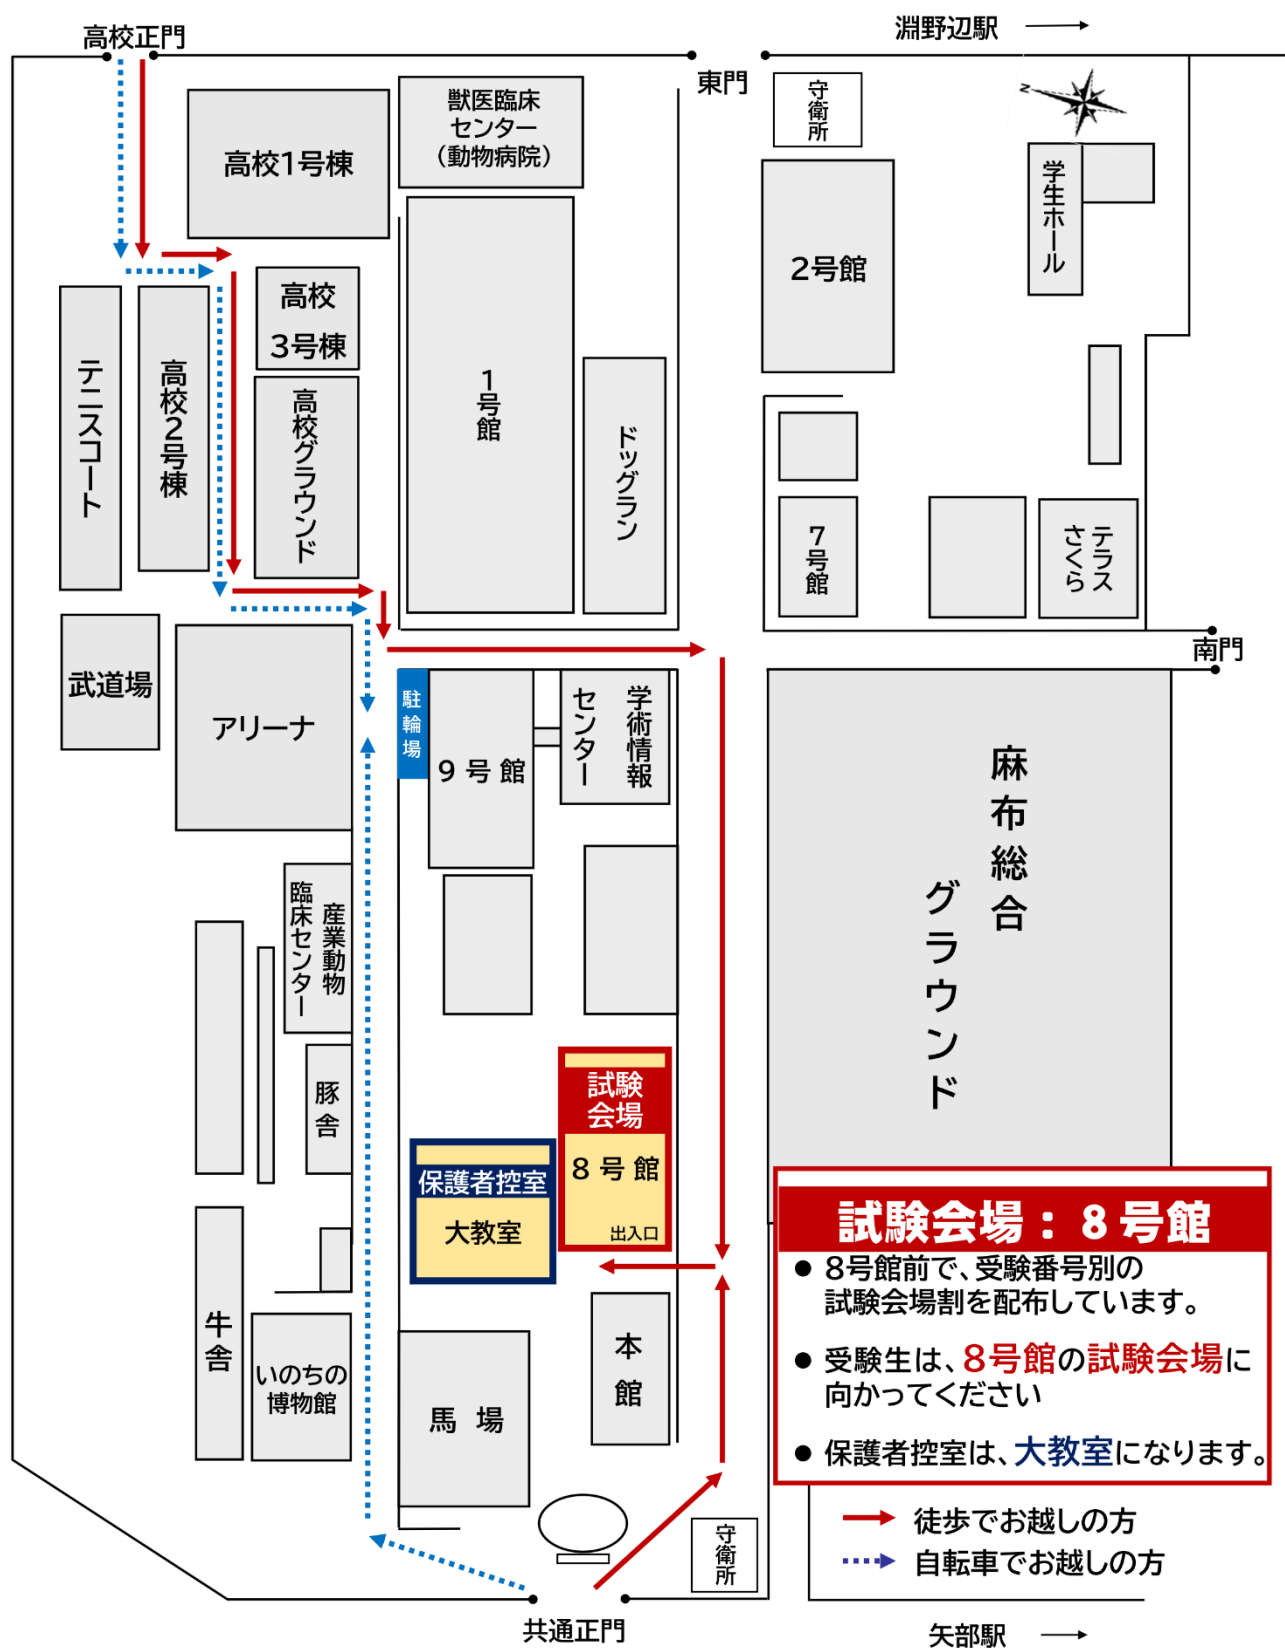 淵野辺駅
高校正門
東門
守衛所
N
獣医臨床
センター
（動物病院）
高校1号棟
学生ホール
2号館
高校
3号棟
テニスコート
高校2号棟
高校グラウンド
1号館
ドッグラン
7号館
テラス
さくら
南門
武道場
アリーナ
駐輪場
9号館
学術情報
センター
麻布総合
グラウンド
産業動物
臨床センター
豚舎
試験
会場
8号館
出入口
保護者控室
大教室
試験会場：8号館
● 8号館前で、受験番号別の
試験会場割を配布しています。
● 受験生は、8号館の試験会場に
向かってください
● 保護者控室は、大教室になります。
牛舎
いのちの
博物館
馬場
本館
守衛所
徒歩でお越しの方
自転車でお越しの方
共通正門
矢部駅